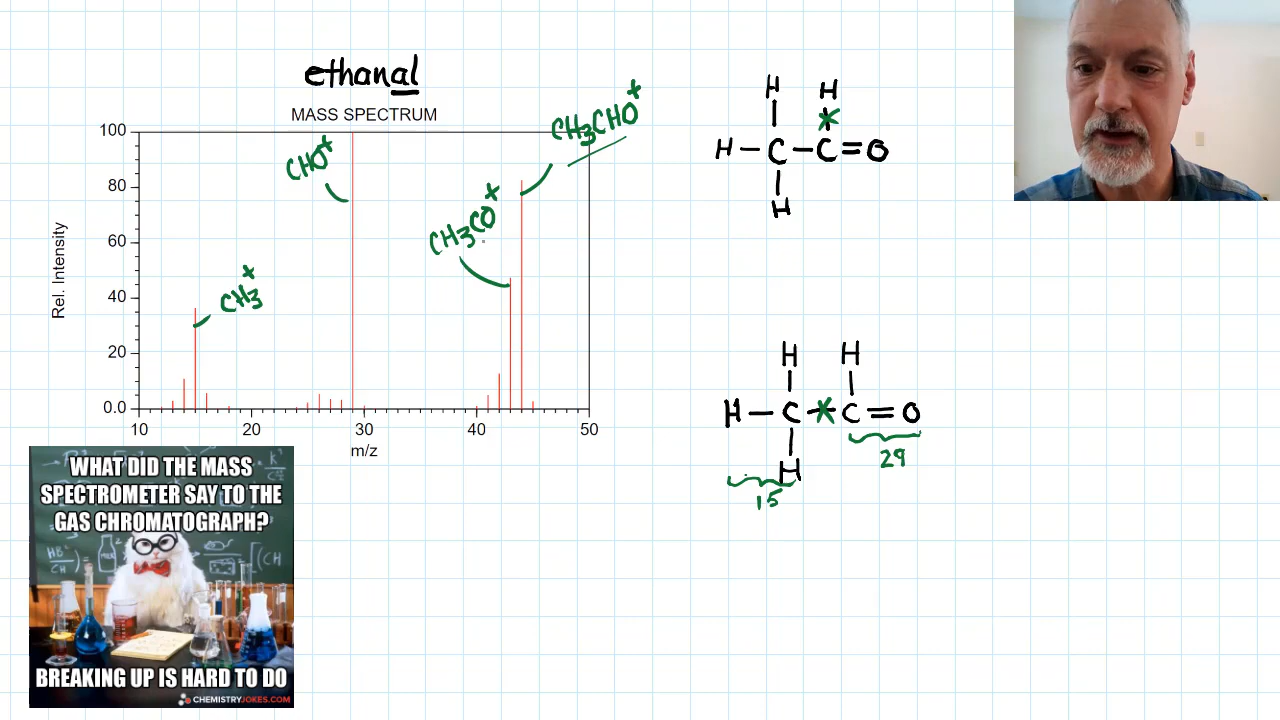 ethanal
MASS SPECTRUM
CH3CHO+
CHO+
CH3CO+
CH3+
Rel. Intensity
100
80
60
40
20
0.0
10 20 30 40 50
m/z
H H
H – C – C = O
H
H H
H – C – C = O
H
29
15
WHAT DID THE MASS
SPECTROMETER SAY TO THE
GAS CHROMATOGRAPH?
BREAKING UP IS HARD TO DO
CHEMISTRYJOKES.COM